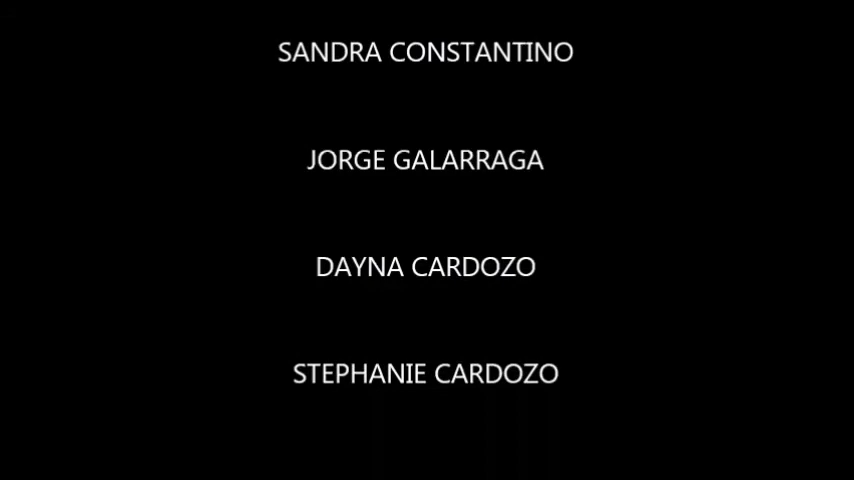 SANDRA CONSTANTINO
JORGE GALARRAGA
DAYNA CARDOZO
STEPHANIE CARDOZO